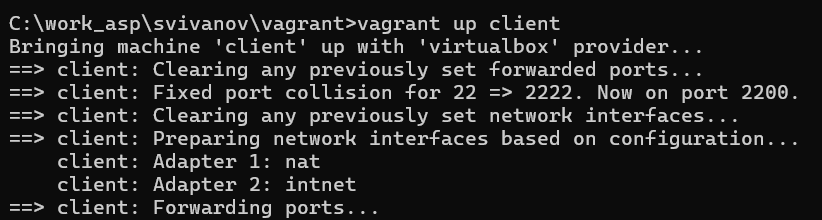 C:\work_asp\svivanov\vagrant>vagrant up client
Bringing machine 'client' up with 'virtualbox' provider...
==> client: Clearing any previously set forwarded ports...
==> client: Fixed port collision for 22 => 2222. Now on port 2200.
==> client: Clearing any previously set network interfaces...
==> client: Preparing network interfaces based on configuration...
    client: Adapter 1: nat
    client: Adapter 2: intnet
==> client: Forwarding ports...